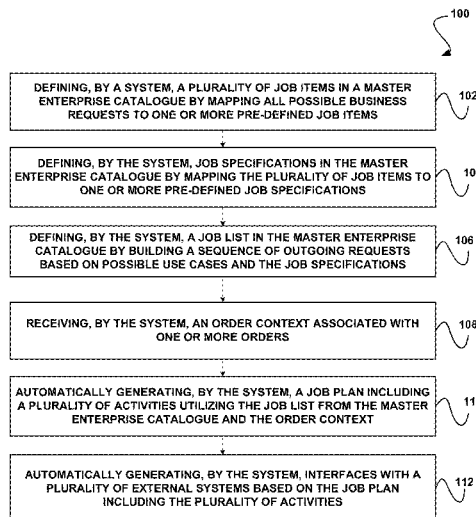 100
DEFINING, BY A SYSTEM, A PLURALITY OF JOB ITEMS IN A MASTER
ENTERPRISE CATALOGUE BY MAPPING ALL POSSIBLE BUSINESS
REQUESTS TO ONE OR MORE PRE-DEFINED JOB ITEMS
102
DEFINING, BY THE SYSTEM, JOB SPECIFICATIONS IN THE MASTER
ENTERPRISE CATALOGUE BY MAPPING THE PLURALITY OF JOB ITEMS TO
ONE OR MORE PRE-DEFINED JOB SPECIFICATIONS
10
DEFINING, BY THE SYSTEM, A JOB LIST IN THE MASTER
ENTERPRISE CATALOGUE BY BUILDING A SEQUENCE OF OUTGOING REQUESTS
BASED ON POSSIBLE USE CASES AND THE JOB SPECIFICATIONS
106
RECEIVING, BY THE SYSTEM, AN ORDER CONTEXT ASSOCIATED WITH
ONE OR MORE ORDERS
108
AUTOMATICALLY GENERATING, BY THE SYSTEM, A JOB PLAN INCLUDING
A PLURALITY OF ACTIVITIES UTILIZING THE JOB LIST FROM THE MASTER
ENTERPRISE CATALOGUE AND THE ORDER CONTEXT
11
AUTOMATICALLY GENERATING, BY THE SYSTEM, INTERFACES WITH A
PLURALITY OF EXTERNAL SYSTEMS BASED ON THE JOB PLAN
INCLUDING THE PLURALITY OF ACTIVITIES
112